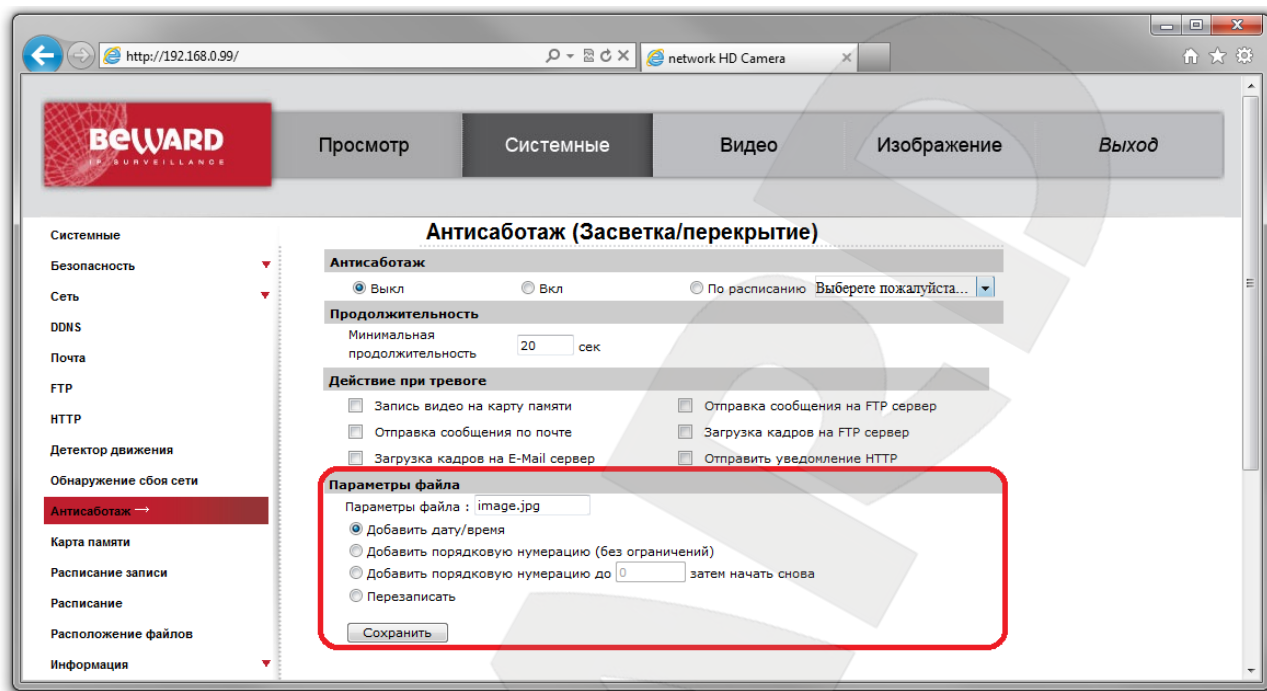 http://192.168.0.99/
network HD Camera
BEWARD
IP SURVEILLANCE
Просмотр
Системные
Видео
Изображение
Выход
Системные
Безопасность
Сеть
DDNS
Почта
FTP
HTTP
Детектор движения
Обнаружение сбоя сети
Антисаботаж →
Карта памяти
Расписание записи
Расписание
Расположение файлов
Информация
Антисаботаж (Засветка/перекрытие)
Антисаботаж
Выкл Вкл По расписанию Выберете пожалуйста...
Продолжительность
Минимальная
продолжительность 20 сек
Действие при тревоге
Запись видео на карту памяти Отправка сообщения на FTP сервер
Отправка сообщения по почте Загрузка кадров на FTP сервер
Загрузка кадров на E-Mail сервер Отправить уведомление HTTP
Параметры файла
Параметры файла : image.jpg
Добавить дату/время
Добавить порядковую нумерацию (без ограничений)
Добавить порядковую нумерацию до 0 затем начать снова
Перезаписать
Сохранить